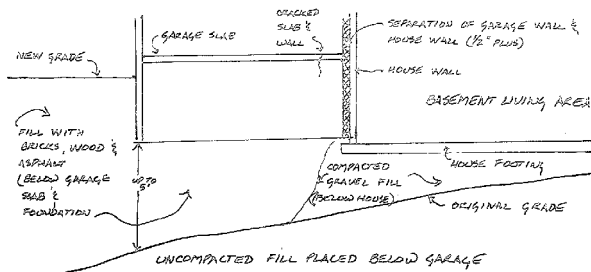 NEW GRADE
GARAGE SLAB
CRACKED
SLAB &
WALL
SEPARATION OF GARAGE WALL &
HOUSE WALL (1/2" PLUS)
HOUSE WALL
BASEMENT LIVING AREA
FILL WITH
BRICKS, WOOD &
ASPHALT
(BELOW GARAGE
SLAB &
FOUNDATION
UP TO
5'
COMPACTED
GRAVEL FILL
(BELOW HOUSE)
HOUSE FOOTING
ORIGINAL GRADE
UNCOMPACTED FILL PLACED BELOW GARAGE